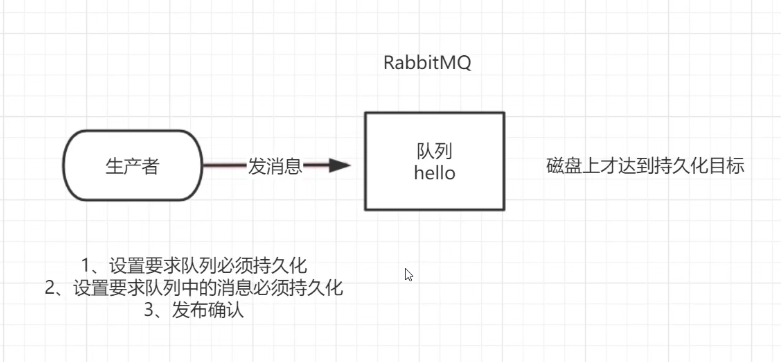 RabbitMQ
生产者
发消息
队列
hello
磁盘上才达到持久化目标
1、设置要求队列必须持久化
2、设置要求队列中的消息必须持久化
3、发布确认